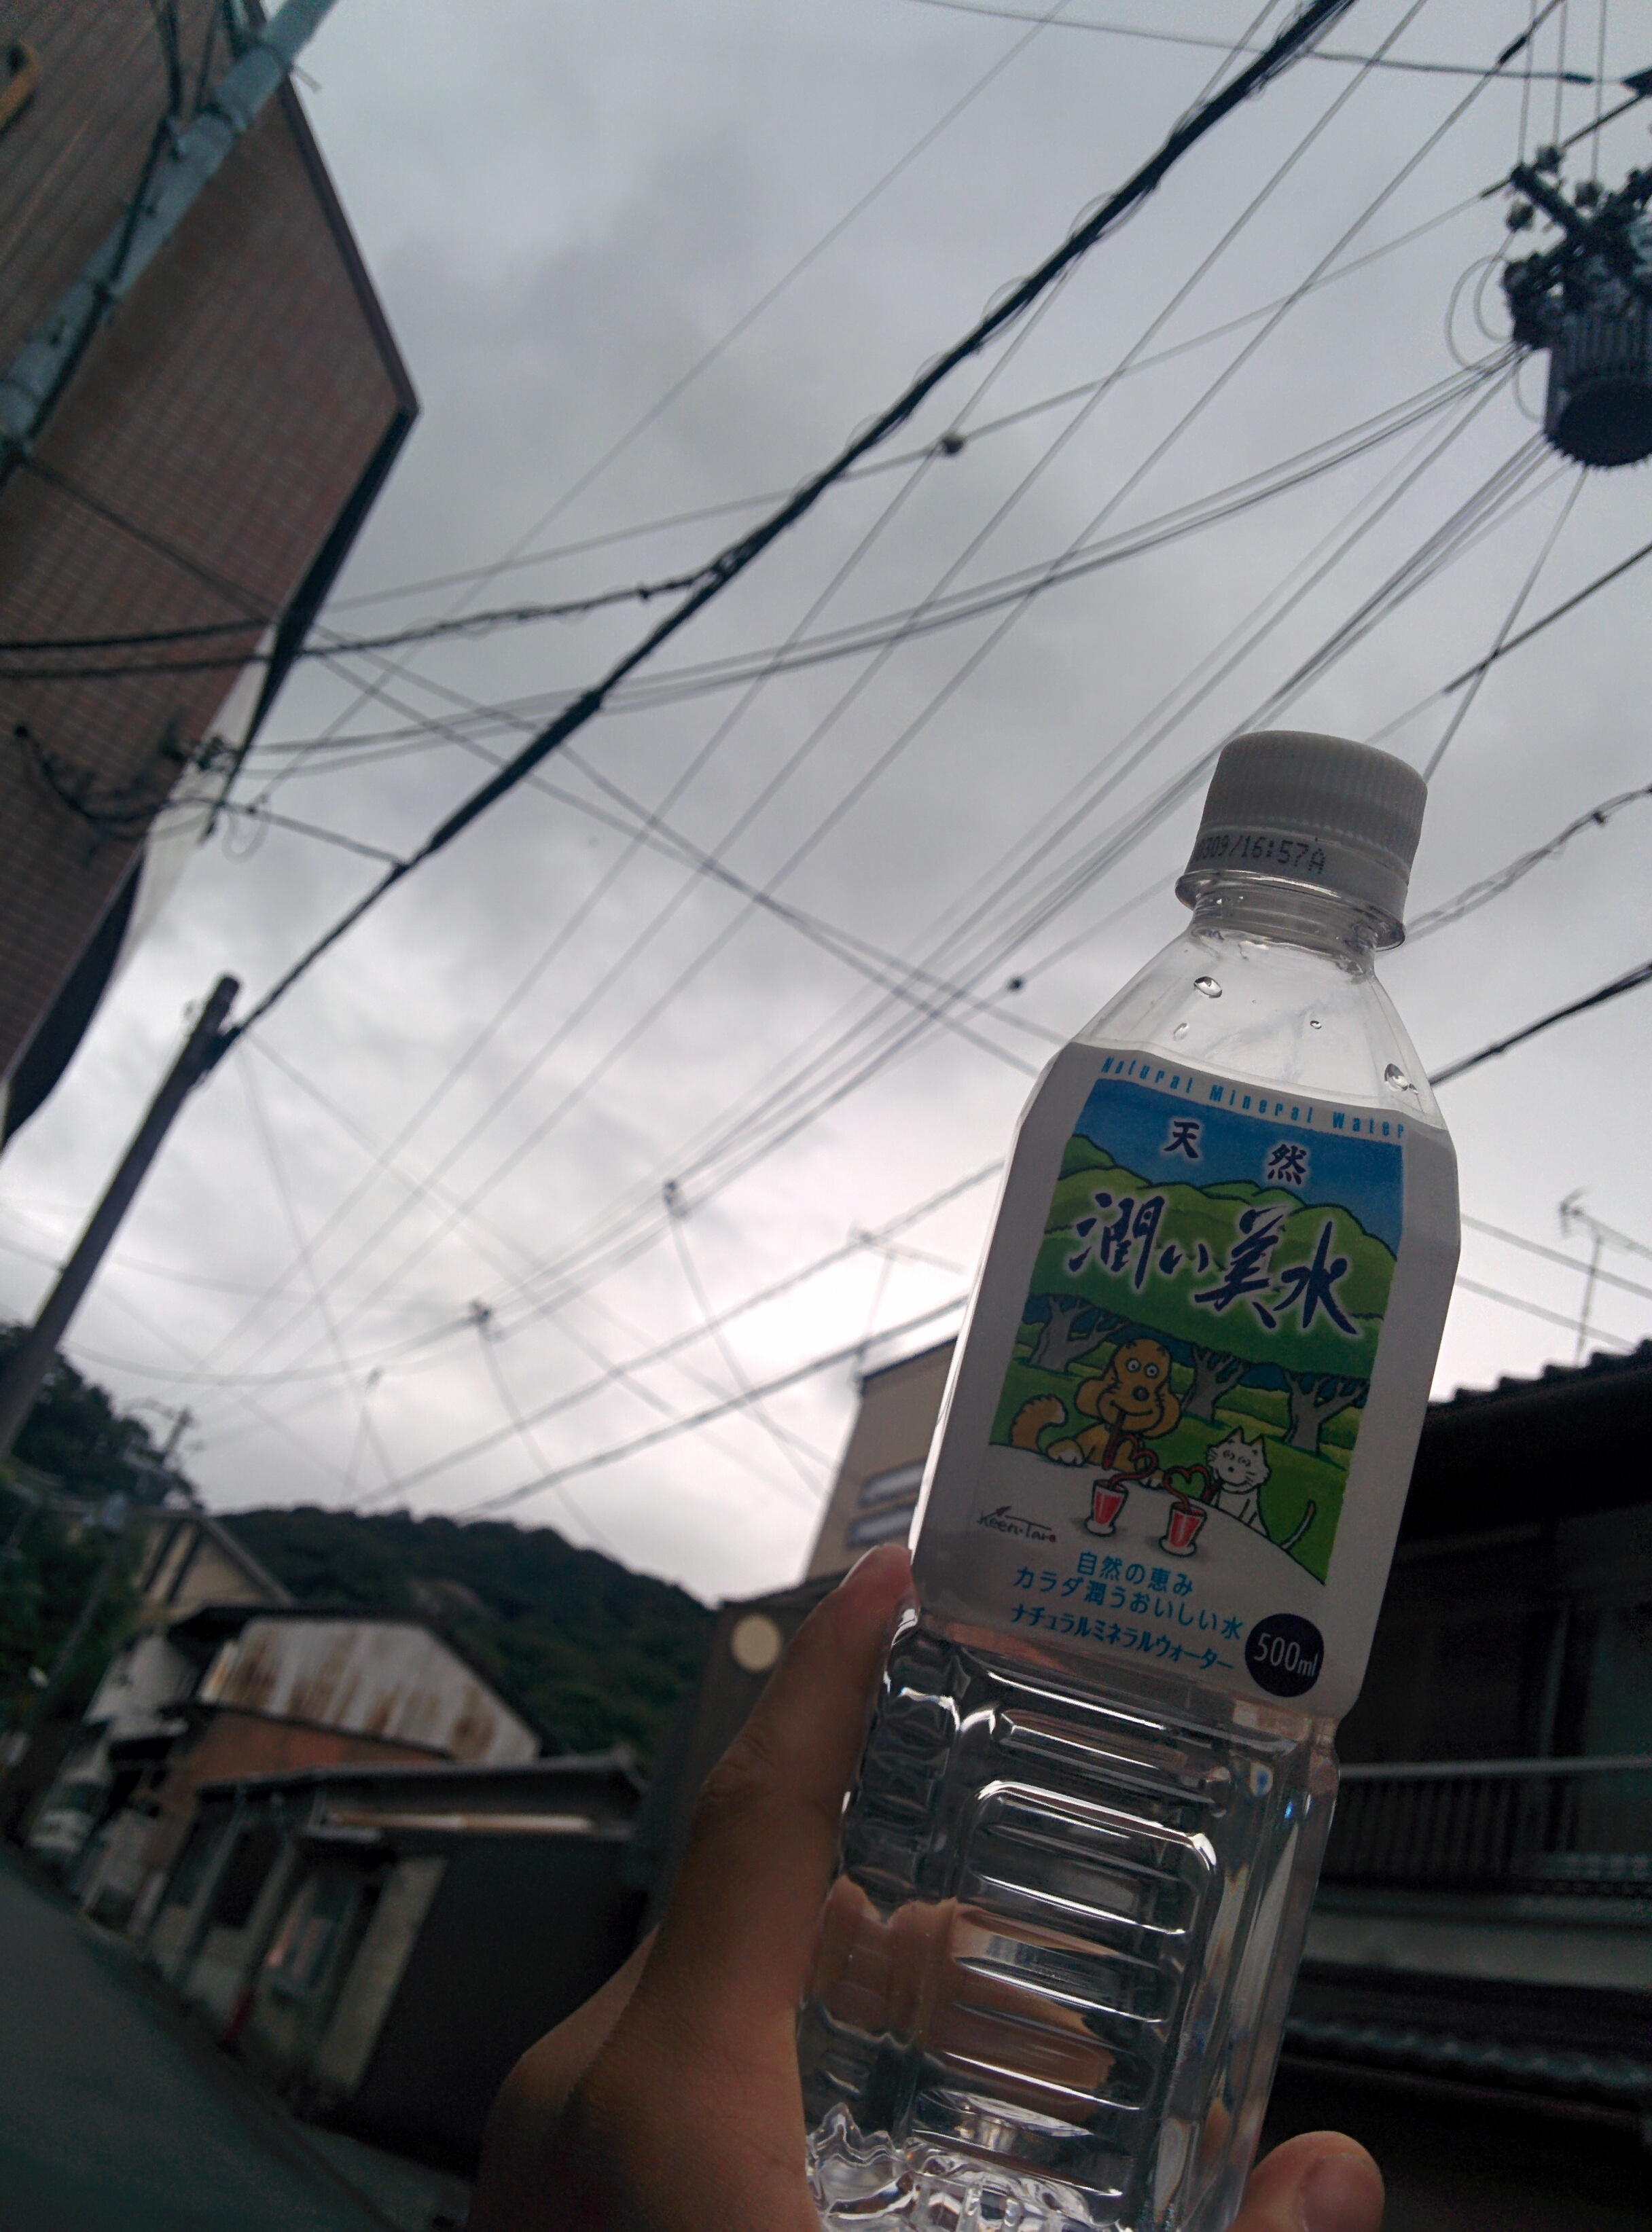 0309/16:57A
Natural Mineral Water
天然
潤い美水
Keen・Taro
自然の恵み
カラダ潤うおいしい水
ナチュラルミネラルウォーター
500ml